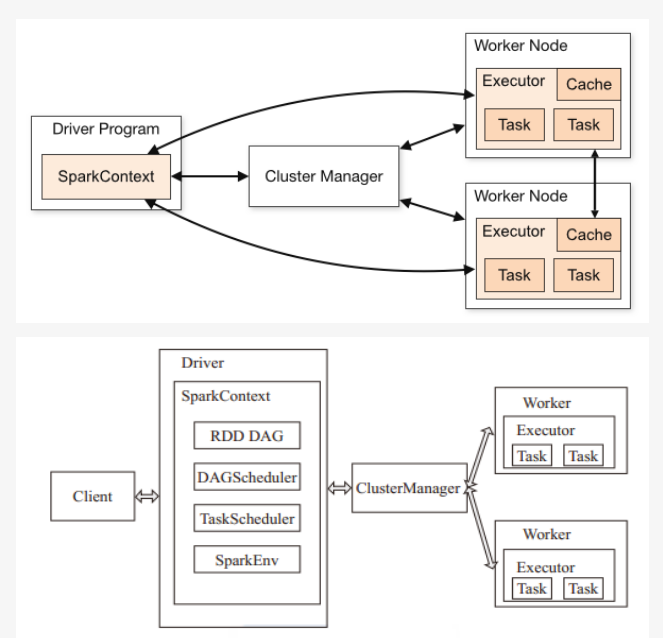 Worker Node
Executor
Cache
Task Task
Driver Program
SparkContext
Cluster Manager
Worker Node
Executor
Cache
Task Task
Driver
SparkContext
RDD DAG
DAGScheduler
TaskScheduler
SparkEnv
Client
ClusterManager
Worker
Executor
Task Task
Worker
Executor
Task Task